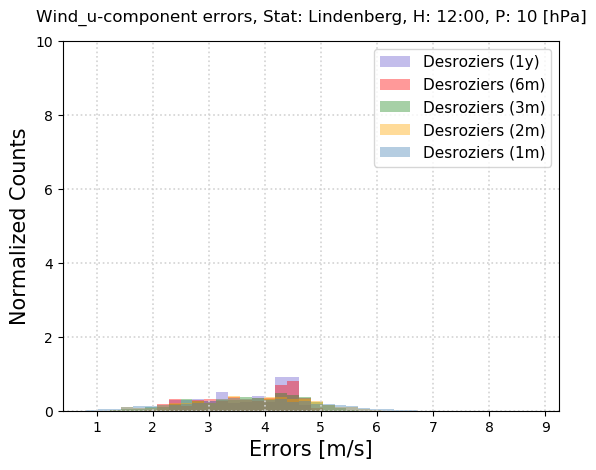 Wind_u-component errors, Stat: Lindenberg, H: 12:00, P: 10 [hPa]
10
8
6
4
2
0
Normalized Counts
Desroziers (1y)
Desroziers (6m)
Desroziers (3m)
Desroziers (2m)
Desroziers (1m)
1 2 3 4 5 6 7 8 9
Errors [m/s]